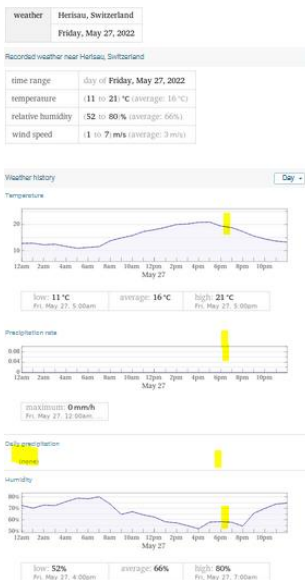 weather
Herisau, Switzerland
Friday, May 27, 2022
Recorded weather near Herisau, Switzerland
time range day of Friday, May 27, 2022
temperature (11 to 21) °C (average: 16 °C)
relative humidity (52 to 80)% (average: 66%)
wind speed (1 to 7) m/s (average: 3 m/s)
Weather history Day
Temperature
20
10
12am 2am 4am 6am 8am 10am 12pm 2pm 4pm 6pm 8pm 10pm
May 27
low: 11 °C average: 16 °C high: 21 °C
Fri, May 27, 5:00am Fri, May 27, 5:00pm
Precipitation rate
0.08
0.04
0
12am 2am 4am 6am 8am 10am 12pm 2pm 4pm 6pm 8pm 10pm
May 27
maximum: 0 mm/h
Fri, May 27, 12:00am
Daily precipitation
(none)
Humidity
80%
70%
60%
50%
12am 2am 4am 6am 8am 10am 12pm 2pm 4pm 6pm 8pm 10pm
May 27
low: 52% average: 66% high: 80%
Fri, May 27, 4:00pm Fri, May 27, 7:00am